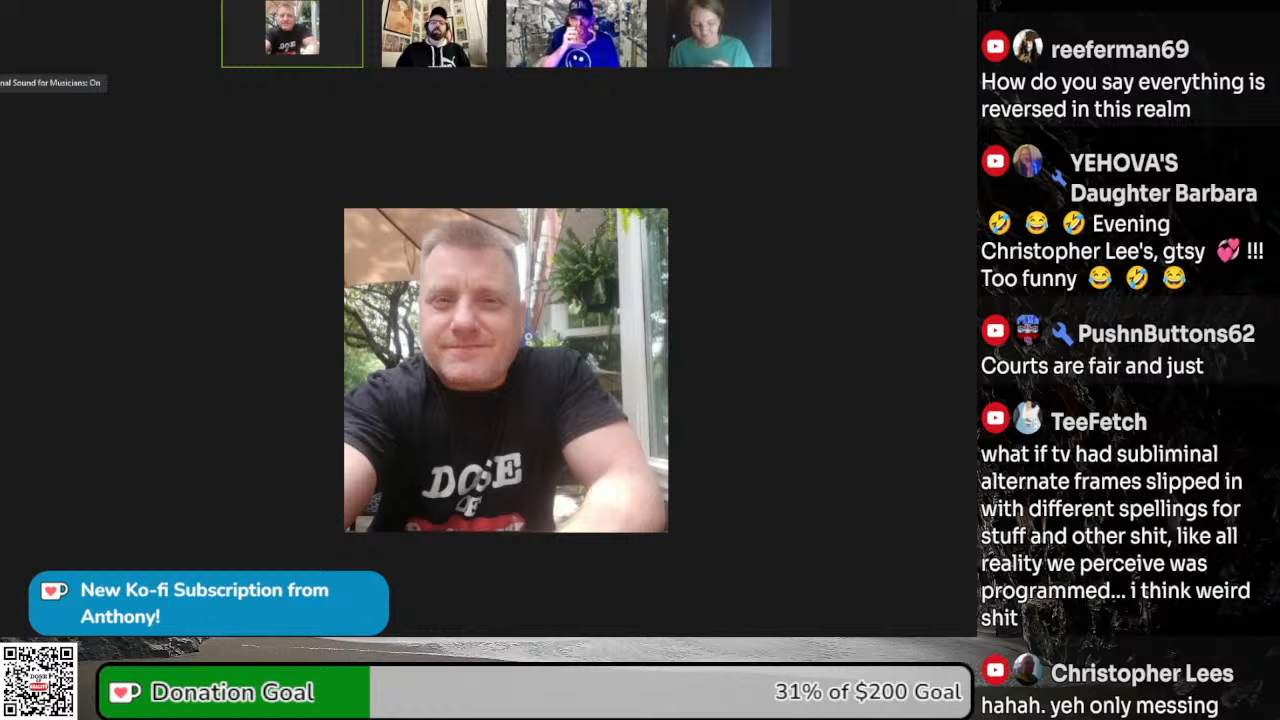 nal Sound for Musicians: On
DOSE
OF
New Ko-fi Subscription from
Anthony!
DOSE
Donation Goal
31% of $200 Goal
reeferman69
How do you say everything is
reversed in this realm
YEHOVA'S
Daughter Barbara
🤣 😂 🤣 Evening
Christopher Lee's, gtsy 💞 !!!
Too funny 😂 🤣 😂
PushnButtons62
Courts are fair and just
TeeFetch
what if tv had subliminal
alternate frames slipped in
with different spellings for
stuff and other shit, like all
reality we perceive was
programmed... i think weird
shit
Christopher Lees
hahah. yeh only messing